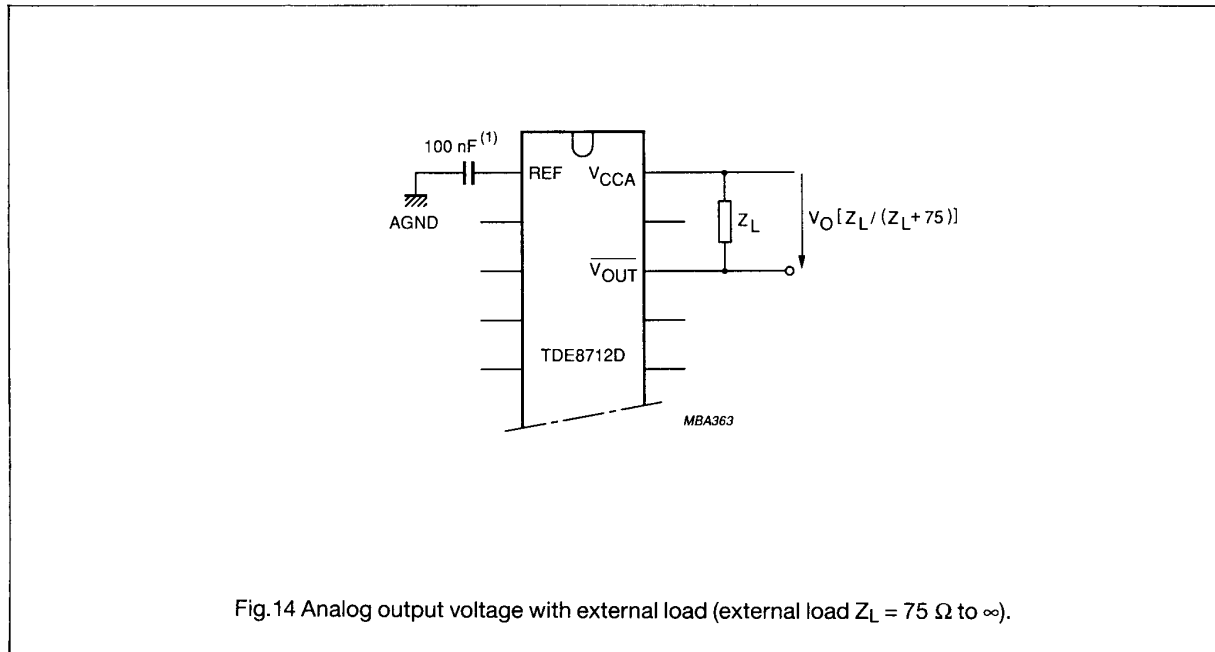 100 nF(1)
REF
VCCA
AGND
ZL
VO [ZL / (ZL + 75)]
VOUT
TDE8712D
MBA363
Fig.14 Analog output voltage with external load (external load ZL = 75 Ω to ∞).